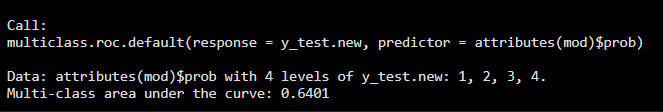 Call:
multiclass.roc.default(response = y_test.new, predictor = attributes(mod)$prob)
Data: attributes(mod)$prob with 4 levels of y_test.new: 1, 2, 3, 4.
Multi-class area under the curve: 0.6401